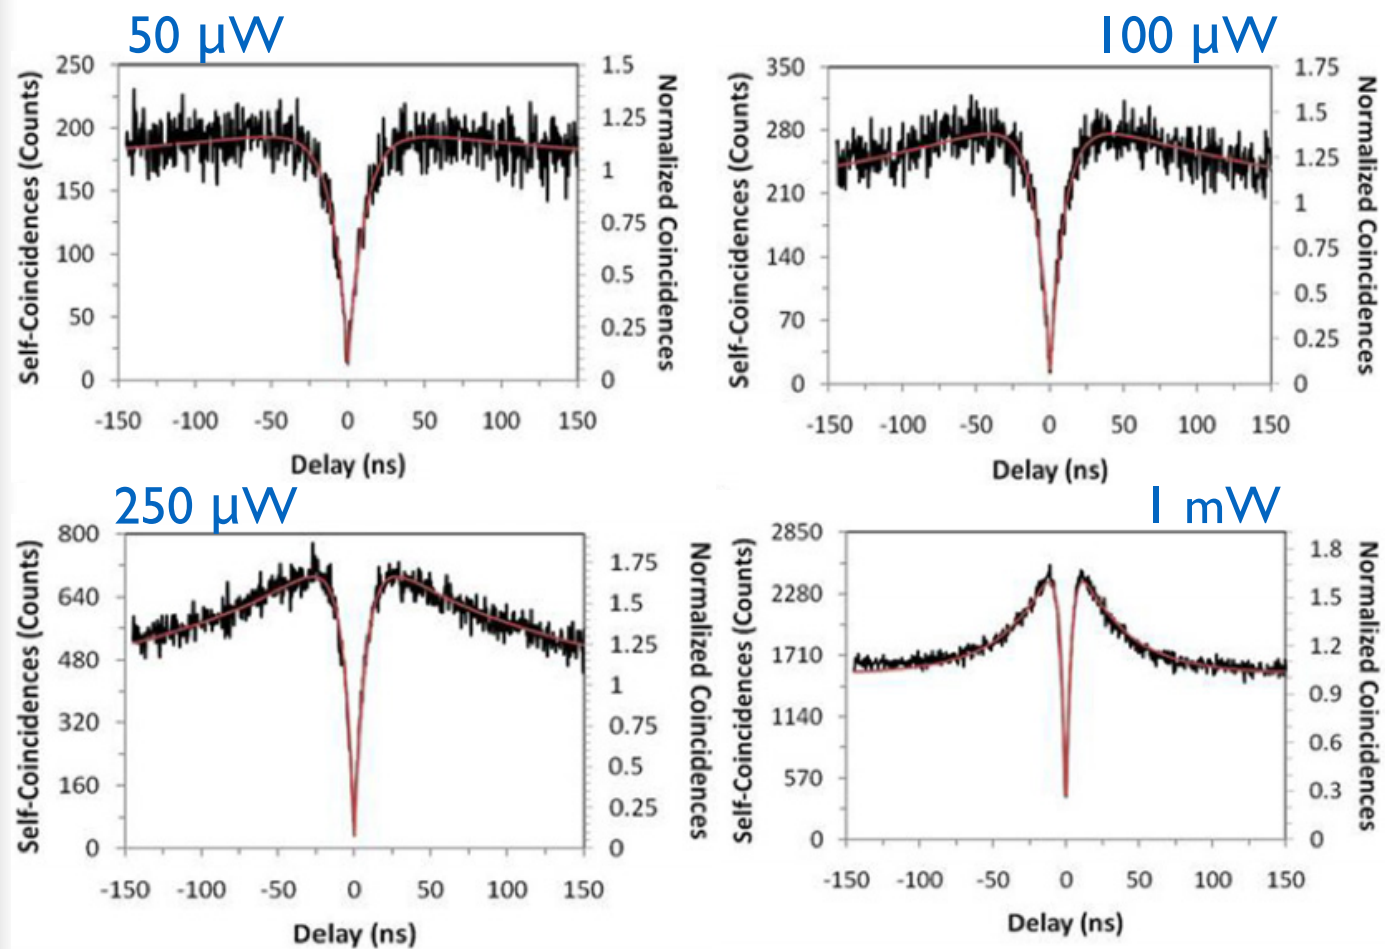 50 µW
250
200
150
100
50
0
Self-Coincidences (Counts)
1.5
1.25
1
0.75
0.5
0.25
0
Normalized Coincidences
-150 -100 -50 0 50 100 150
Delay (ns)
100 µW
350
280
210
140
70
0
Self-Coincidences (Counts)
1.75
1.5
1.25
1
0.75
0.5
0.25
0
Normalized Coincidences
-150 -100 -50 0 50 100 150
Delay (ns)
250 µW
800
640
480
320
160
0
Self-Coincidences (Counts)
1.75
1.5
1.25
1
0.75
0.5
0.25
0
Normalized Coincidences
-150 -100 -50 0 50 100 150
Delay (ns)
1 mW
2850
2280
1710
1140
570
0
Self-Coincidences (Counts)
1.8
1.5
1.2
0.9
0.6
0.3
0
Normalized Coincidences
-150 -100 -50 0 50 100 150
Delay (ns)